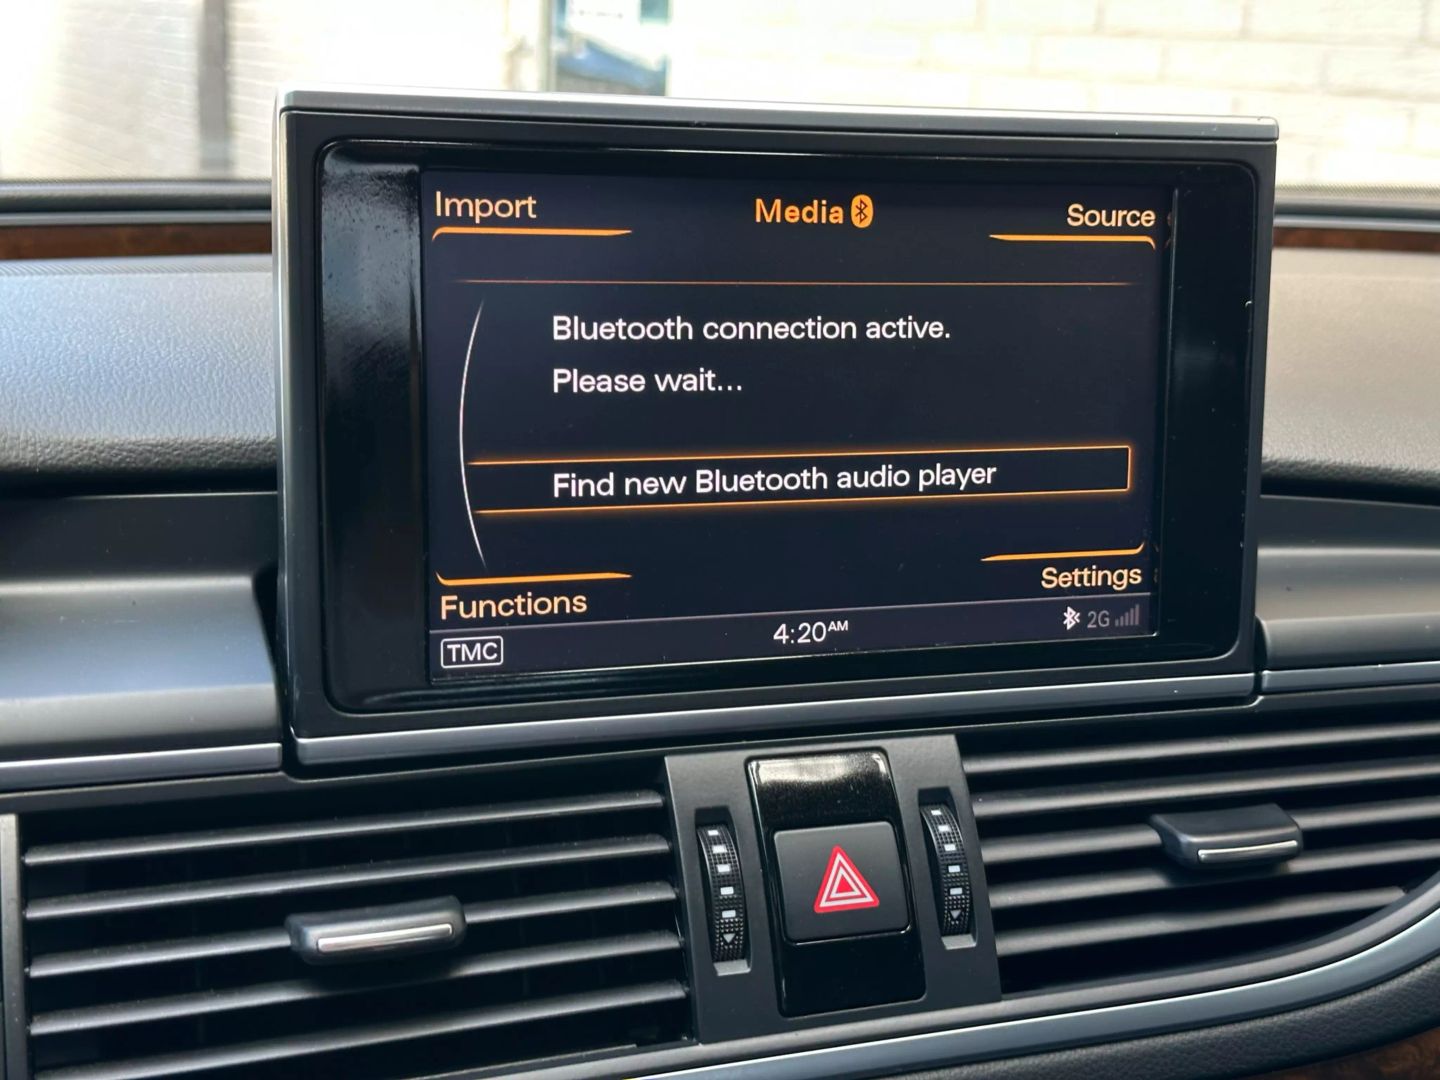 Import
Media
Source
Bluetooth connection active.
Please wait...
Find new Bluetooth audio player
Functions
Settings
TMC
4:20AM
2G